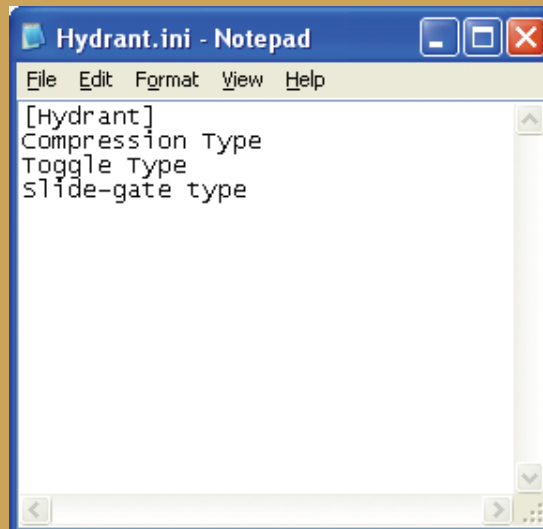 Hydrant.ini - Notepad
File Edit Format View Help
[Hydrant]
Compression Type
Toggle Type
Slide-gate type